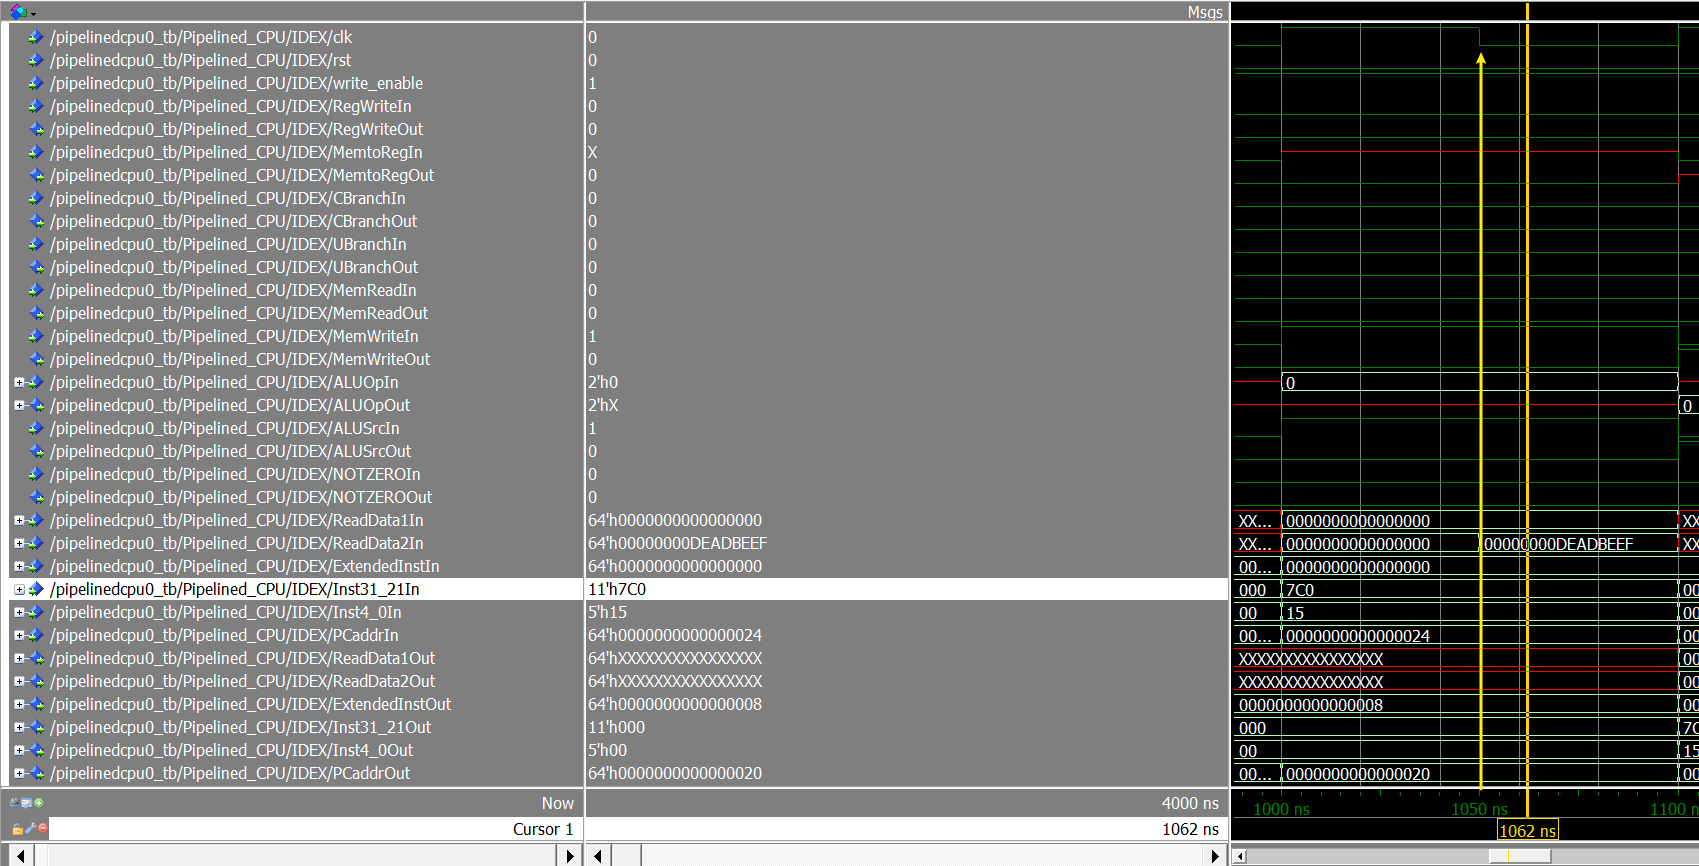 Msgs
/pipelinedcpu0_tb/Pipelined_CPU/IDEX/clk 0
/pipelinedcpu0_tb/Pipelined_CPU/IDEX/rst 0
/pipelinedcpu0_tb/Pipelined_CPU/IDEX/write_enable 1
/pipelinedcpu0_tb/Pipelined_CPU/IDEX/RegWriteIn 0
/pipelinedcpu0_tb/Pipelined_CPU/IDEX/RegWriteOut 0
/pipelinedcpu0_tb/Pipelined_CPU/IDEX/MemtoRegIn X
/pipelinedcpu0_tb/Pipelined_CPU/IDEX/MemtoRegOut 0
/pipelinedcpu0_tb/Pipelined_CPU/IDEX/CBranchIn 0
/pipelinedcpu0_tb/Pipelined_CPU/IDEX/CBranchOut 0
/pipelinedcpu0_tb/Pipelined_CPU/IDEX/UBranchIn 0
/pipelinedcpu0_tb/Pipelined_CPU/IDEX/UBranchOut 0
/pipelinedcpu0_tb/Pipelined_CPU/IDEX/MemReadIn 0
/pipelinedcpu0_tb/Pipelined_CPU/IDEX/MemReadOut 0
/pipelinedcpu0_tb/Pipelined_CPU/IDEX/MemWriteIn 1
/pipelinedcpu0_tb/Pipelined_CPU/IDEX/MemWriteOut 0
/pipelinedcpu0_tb/Pipelined_CPU/IDEX/ALUOpIn 2'h0 0
/pipelinedcpu0_tb/Pipelined_CPU/IDEX/ALUOpOut 2'hX 0
/pipelinedcpu0_tb/Pipelined_CPU/IDEX/ALUSrcIn 1
/pipelinedcpu0_tb/Pipelined_CPU/IDEX/ALUSrcOut 0
/pipelinedcpu0_tb/Pipelined_CPU/IDEX/NOTZEROIn 0
/pipelinedcpu0_tb/Pipelined_CPU/IDEX/NOTZEROOut 0
/pipelinedcpu0_tb/Pipelined_CPU/IDEX/ReadData1In 64'h0000000000000000 XX... 0000000000000000 XX
/pipelinedcpu0_tb/Pipelined_CPU/IDEX/ReadData2In 64'h00000000DEADBEEF XX... 0000000000000000 00000000DEADBEEF XX
/pipelinedcpu0_tb/Pipelined_CPU/IDEX/ExtendedInstIn 64'h0000000000000000 00... 0000000000000000 00
/pipelinedcpu0_tb/Pipelined_CPU/IDEX/Inst31_21In 11'h7C0 000 7C0 00
/pipelinedcpu0_tb/Pipelined_CPU/IDEX/Inst4_0In 5'h15 00 15 00
/pipelinedcpu0_tb/Pipelined_CPU/IDEX/PCaddrIn 64'h0000000000000024 00... 0000000000000024 00
/pipelinedcpu0_tb/Pipelined_CPU/IDEX/ReadData1Out 64'hXXXXXXXXXXXXXXXX XXXXXXXXXXXXXXXX 00
/pipelinedcpu0_tb/Pipelined_CPU/IDEX/ReadData2Out 64'hXXXXXXXXXXXXXXXX XXXXXXXXXXXXXXXX 00
/pipelinedcpu0_tb/Pipelined_CPU/IDEX/ExtendedInstOut 64'h0000000000000008 0000000000000008 00
/pipelinedcpu0_tb/Pipelined_CPU/IDEX/Inst31_21Out 11'h000 000 7C
/pipelinedcpu0_tb/Pipelined_CPU/IDEX/Inst4_0Out 5'h00 00 15
/pipelinedcpu0_tb/Pipelined_CPU/IDEX/PCaddrOut 64'h0000000000000020 00... 0000000000000020 00
Now 4000 ns 1000 ns 1050 ns 1100 n
Cursor 1 1062 ns 1062 ns